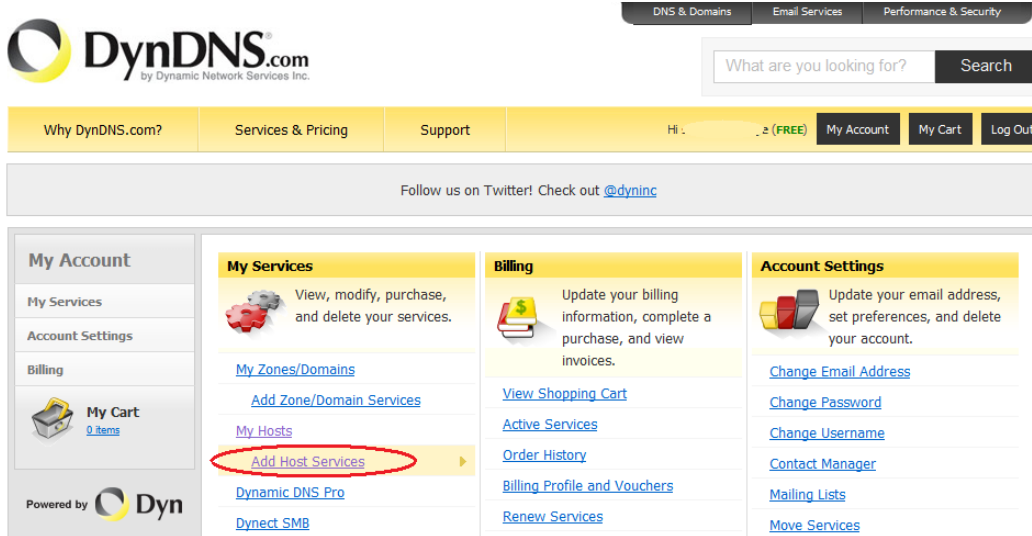 DNS & Domains Email Services Performance & Security
DynDNS.com
by Dynamic Network Services Inc.
What are you looking for? Search
Why DynDNS.com? Services & Pricing Support Hi (FREE) My Account My Cart Log Out
Follow us on Twitter! Check out @dyninc
My Account
My Services
Account Settings
Billing
My Cart
0 items
Powered by Dyn
My Services
View, modify, purchase,
and delete your services.
My Zones/Domains
Add Zone/Domain Services
My Hosts
Add Host Services
Dynamic DNS Pro
Dynect SMB
Billing
Update your billing
information, complete a
purchase, and view
invoices.
View Shopping Cart
Active Services
Order History
Billing Profile and Vouchers
Renew Services
Account Settings
Update your email address,
set preferences, and delete
your account.
Change Email Address
Change Password
Change Username
Contact Manager
Mailing Lists
Move Services